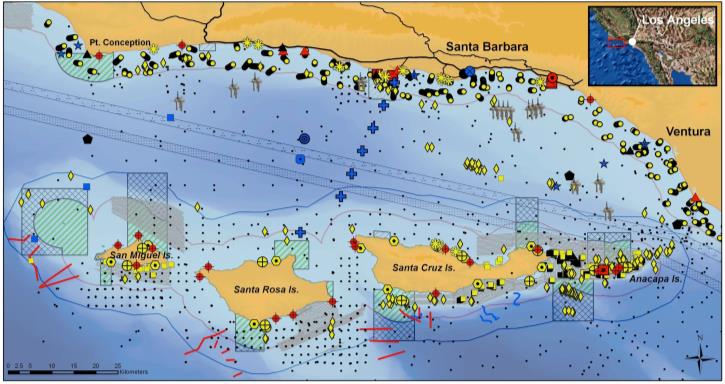 Los Angeles
Pt. Conception
Santa Barbara
Ventura
San Miguel Is.
Santa Rosa Is.
Santa Cruz Is.
Anacapa Is.
0 2.5 5 10 15 20 25
Kilometers